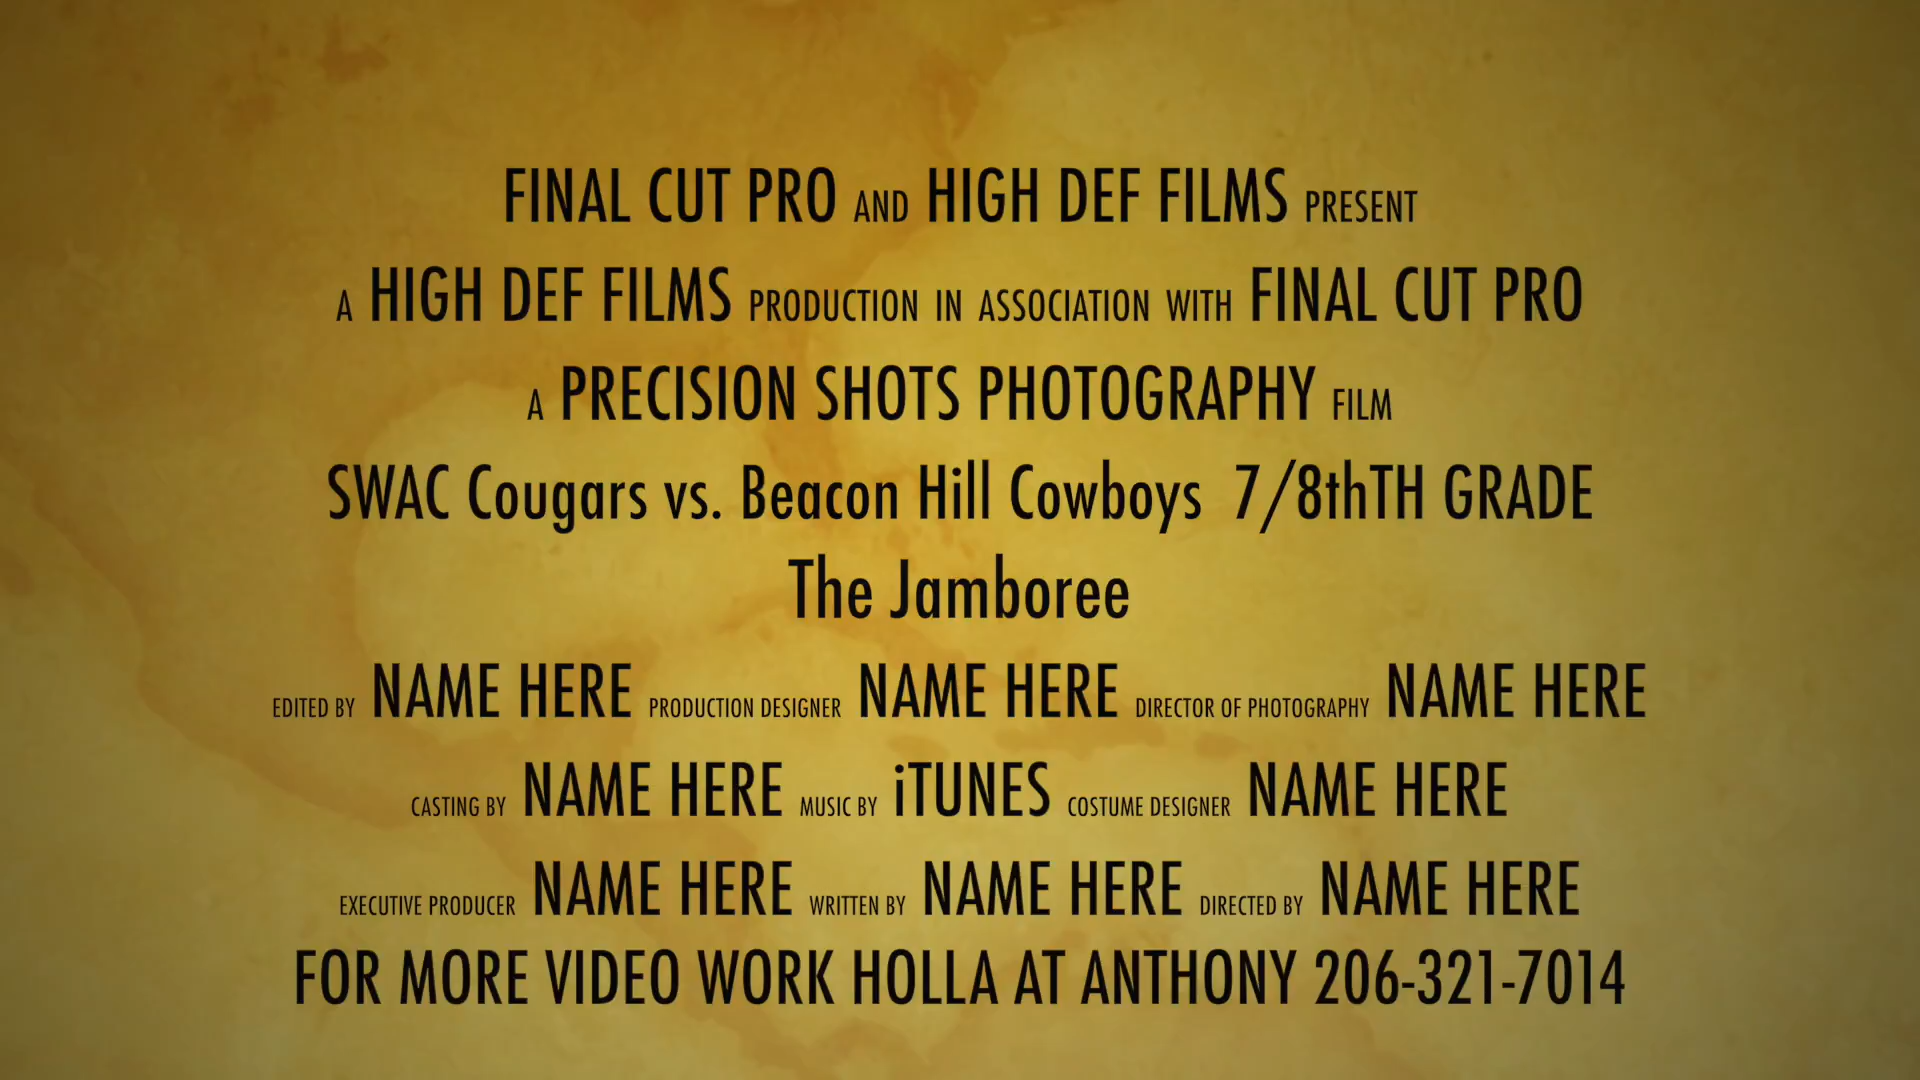 FINAL CUT PRO AND HIGH DEF FILMS PRESENT
A HIGH DEF FILMS PRODUCTION IN ASSOCIATION WITH FINAL CUT PRO
A PRECISION SHOTS PHOTOGRAPHY FILM
SWAC Cougars vs. Beacon Hill Cowboys 7/8thTH GRADE
The Jamboree
EDITED BY NAME HERE PRODUCTION DESIGNER NAME HERE DIRECTOR OF PHOTOGRAPHY NAME HERE
CASTING BY NAME HERE MUSIC BY iTUNES COSTUME DESIGNER NAME HERE
EXECUTIVE PRODUCER NAME HERE WRITTEN BY NAME HERE DIRECTED BY NAME HERE
FOR MORE VIDEO WORK HOLLA AT ANTHONY 206-321-7014